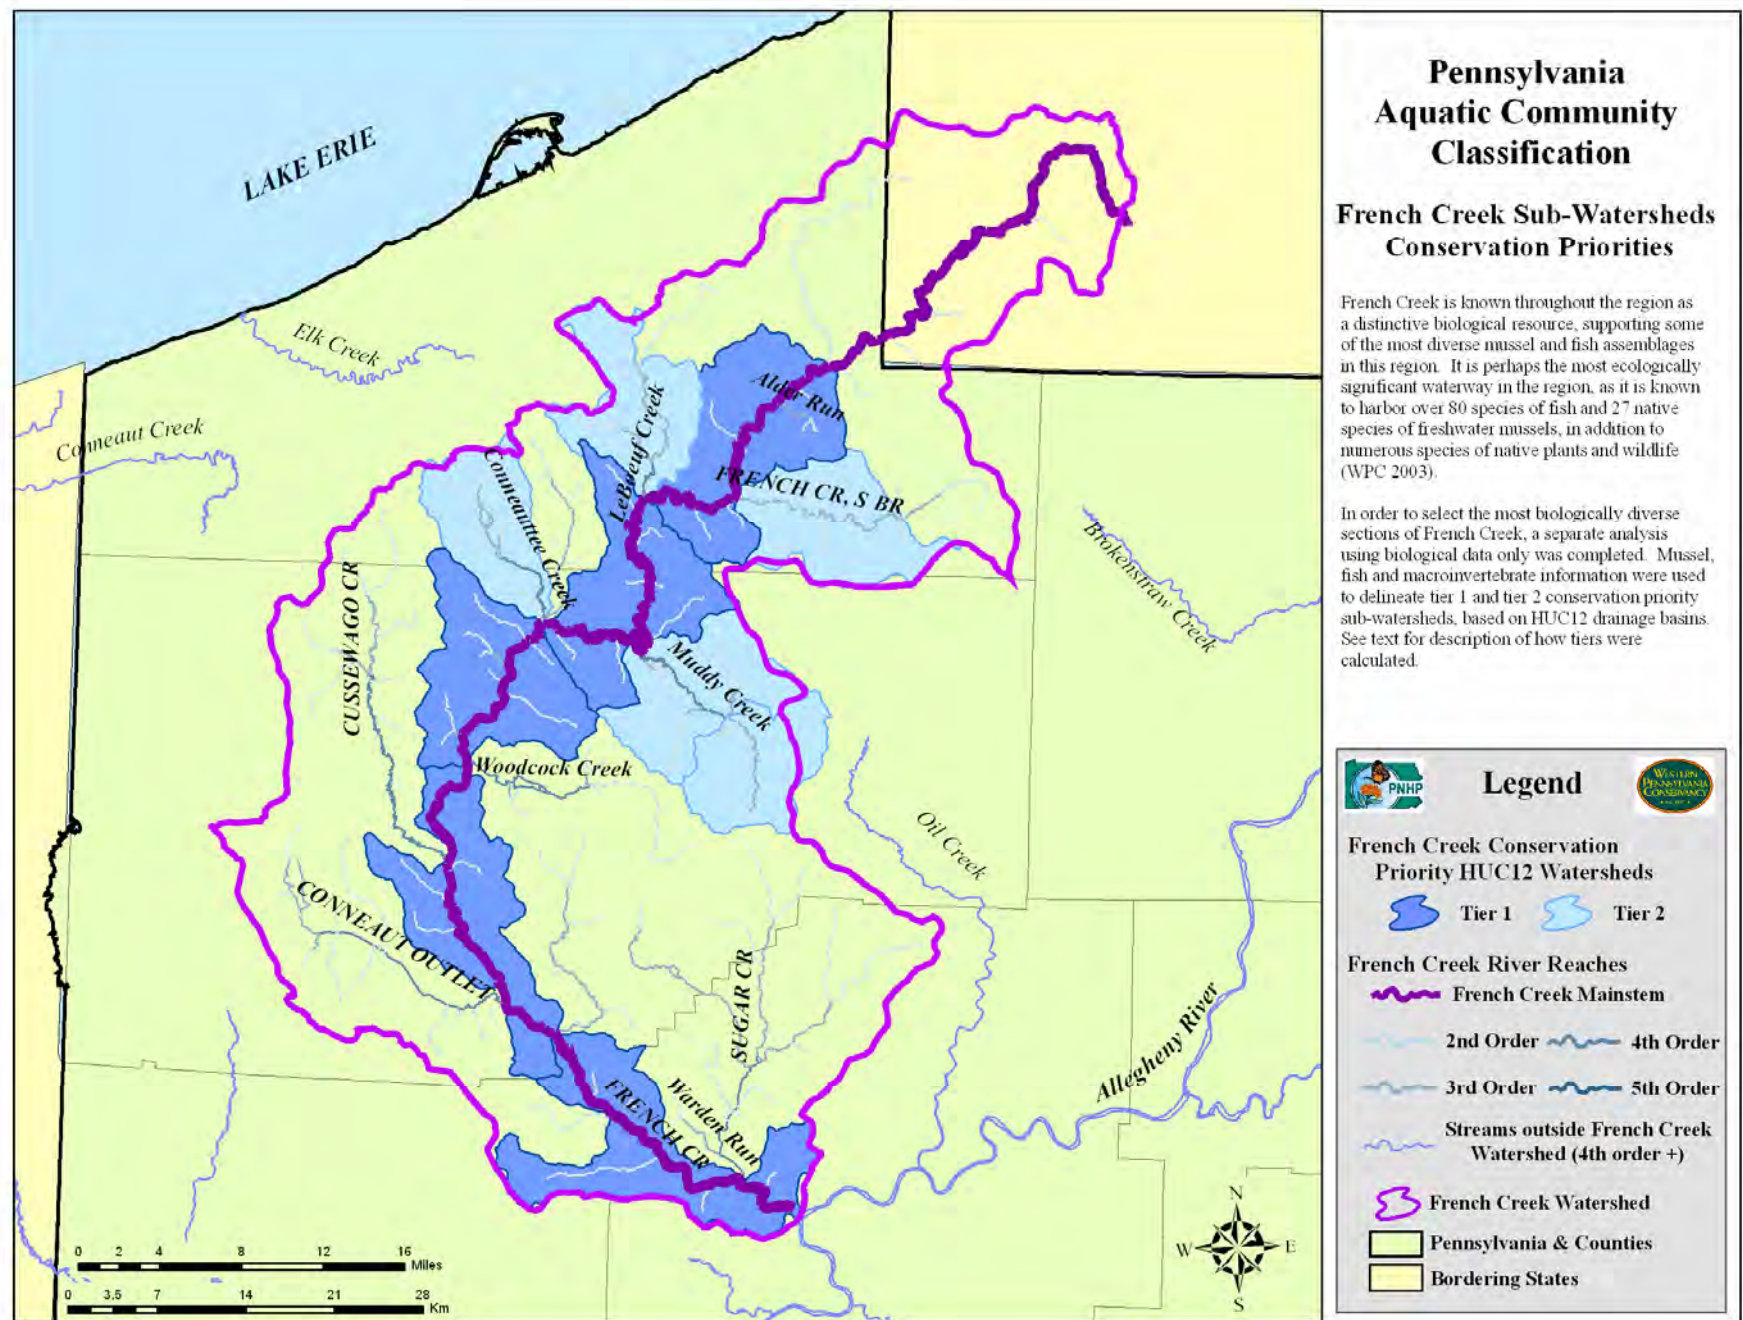 Pennsylvania
Aquatic Community
Classification
French Creek Sub-Watersheds
Conservation Priorities
French Creek is known throughout the region as
a distinctive biological resource, supporting some
of the most diverse mussel and fish assemblages
in this region. It is perhaps the most ecologically
significant waterway in the region, as it is known
to harbor over 80 species of fish and 27 native
species of freshwater mussels, in addition to
numerous species of native plants and wildlife
(WPC 2003).
In order to select the most biologically diverse
sections of French Creek, a separate analysis
using biological data only was completed. Mussel,
fish and macroinvertebrate information were used
to delineate tier 1 and tier 2 conservation priority
sub-watersheds, based on HUC12 drainage basins.
See text for description of how tiers were
calculated.
LAKE ERIE
Elk Creek
Conneaut Creek
Alder Run
LeBoeuf Creek
Conneauttee Creek
FRENCH CR, S BR
Brokenstraw Creek
CUSSEWAGO CR
Muddy Creek
Woodcock Creek
Oil Creek
CONNEAUT OUTLET
SUGAR CR
Allegheny River
FRENCH CR
Warden Run
0 2 4 8 12 16
Miles
0 3.5 7 14 21 28
Km
N
W E
S
PNHP
Legend
WESTERN
PENNSYLVANIA
CONSERVANCY
French Creek Conservation
Priority HUC12 Watersheds
Tier 1 Tier 2
French Creek River Reaches
French Creek Mainstem
2nd Order 4th Order
3rd Order 5th Order
Streams outside French Creek
Watershed (4th order +)
French Creek Watershed
Pennsylvania & Counties
Bordering States